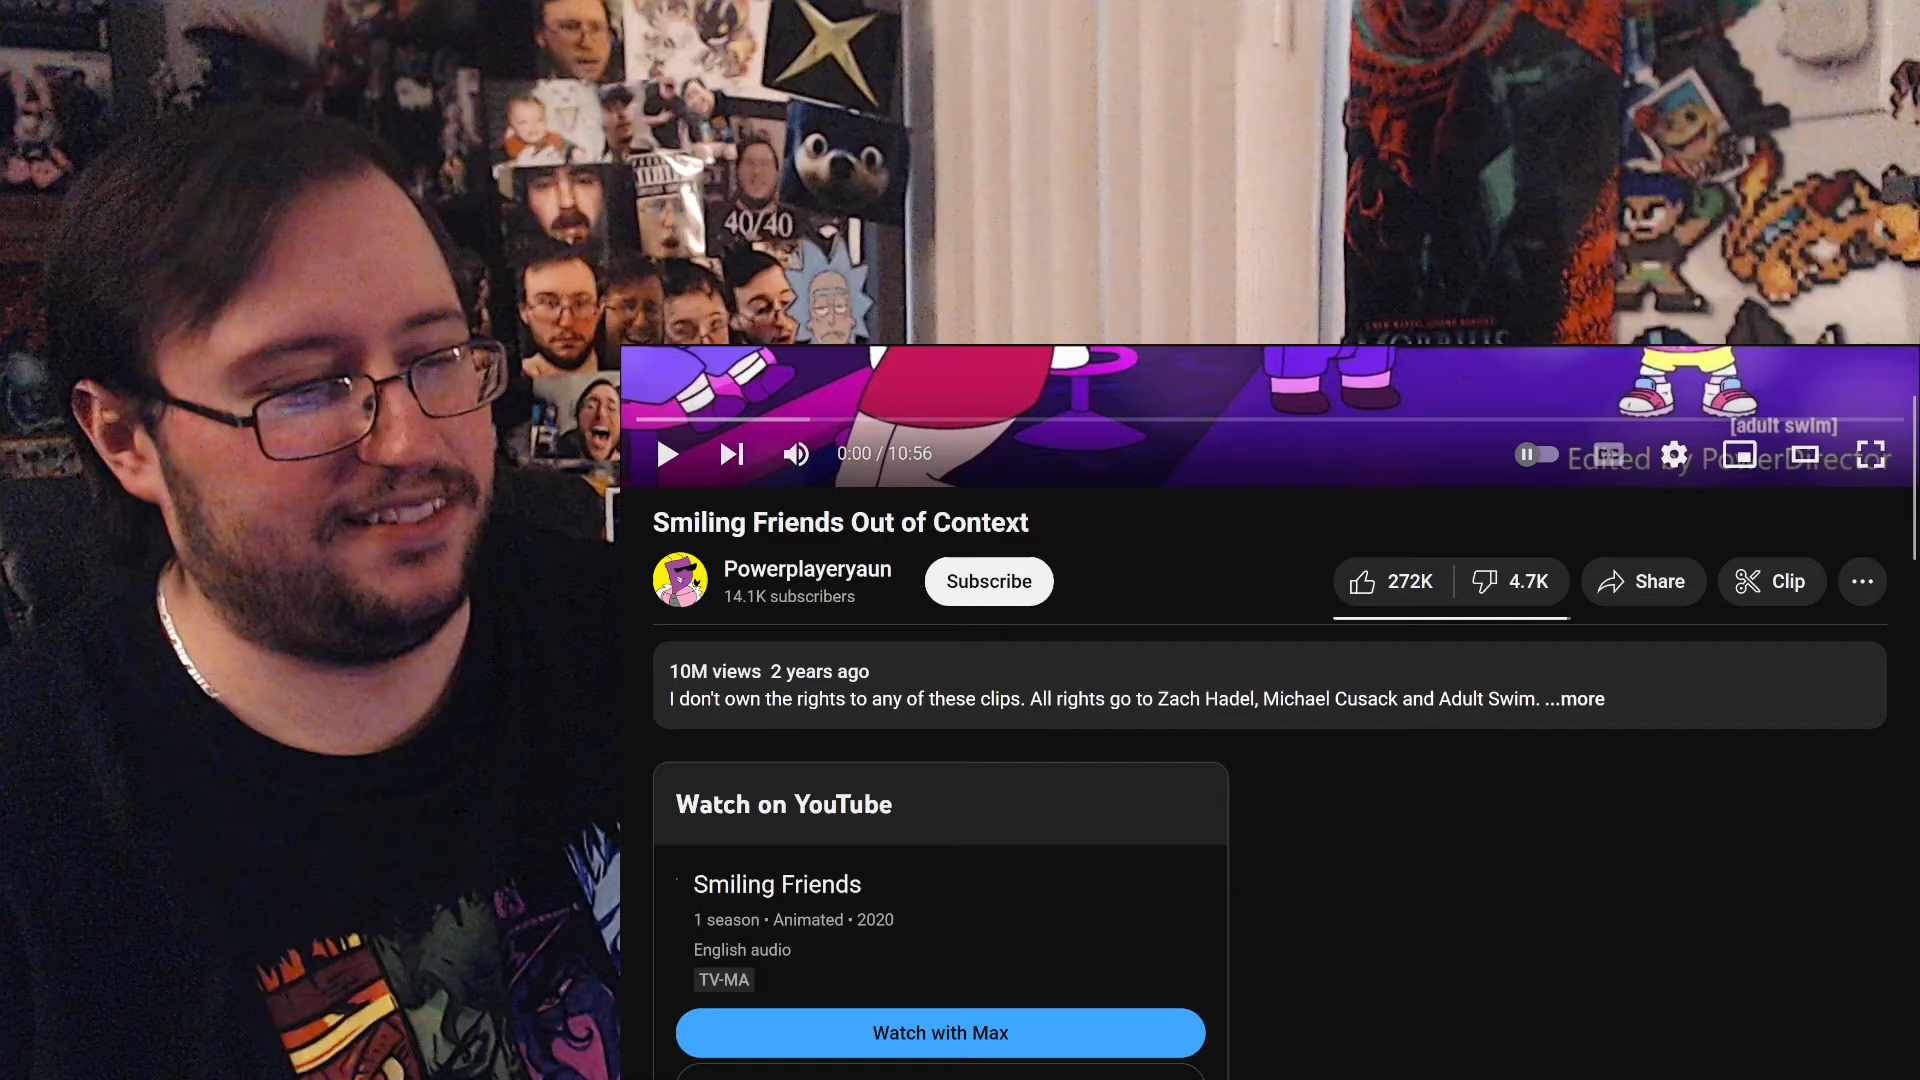 40/40
[adult swim]
0:00 / 10:56
Edited by PowerDirector
Smiling Friends Out of Context
Powerplayeryaun
14.1K subscribers
Subscribe
272K
4.7K
Share
Clip
10M views 2 years ago
I don't own the rights to any of these clips. All rights go to Zach Hadel, Michael Cusack and Adult Swim. ...more
Watch on YouTube
Smiling Friends
1 season • Animated • 2020
English audio
TV-MA
Watch with Max